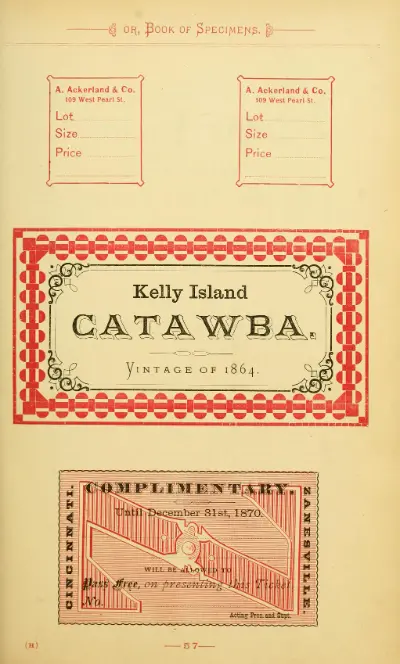 OR, BOOK OF SPECIMENS.
A. Ackerland & Co.
109 West Pearl St.
Lot
Size
Price
A. Ackerland & Co.
109 West Pearl St.
Lot
Size
Price
Kelly Island
CATAWBA.
VINTAGE OF 1864.
COMPLIMENTARY.
Until December 31st, 1870.
CINCINNATI.
ZANESVILLE.
WILL BE ALLOWED TO
Pass Free, on presenting this Ticket.
No.
Acting Pres. and Supt.
(H)
57